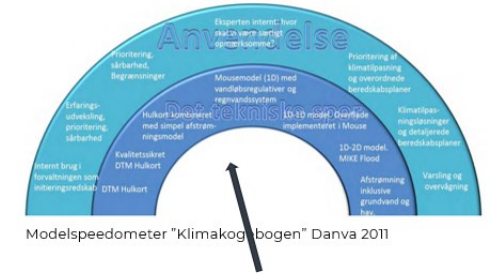 Anvendelse
Eksperten internt: hvor
skal vi være særligt
opmærksomme?
Prioritering,
sårbarhed,
Begrænsninger
Prioritering af
klimatilpasning
og overordnede
beredskabsplaner
Erfarings-
udveksling,
prioritering,
sårbarhed
Klimatilpas-
ningsløsninger
og detaljerede
beredskabsplaner
Internt brug i
forvaltningen som
initieringsredskab
Varsling og
overvågning
Det tekniske spor
Mousemodel (1D) med
vandløbsregulativer og
regnvandssystem
Hulkort kombineret
med simpel afstrøm-
ningsmodel
1D-1D model. Overflade
implementeret i Mouse
Kvalitetssikret
DTM Hulkort
1D-2D model.
MIKE Flood
DTM Hulkort
Afstrømning
inklusive
grundvand og
hav.
Modelspeedometer ”Klimakogebogen” Danva 2011